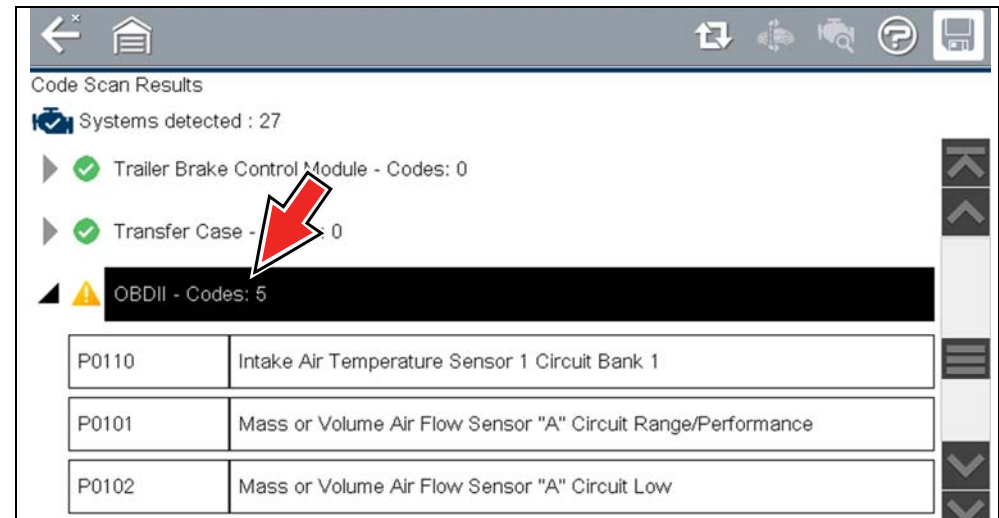 Code Scan Results
Systems detected : 27
Trailer Brake Control Module - Codes: 0
Transfer Case - : 0
OBDII - Codes: 5
P0110 Intake Air Temperature Sensor 1 Circuit Bank 1
P0101 Mass or Volume Air Flow Sensor "A" Circuit Range/Performance
P0102 Mass or Volume Air Flow Sensor "A" Circuit Low